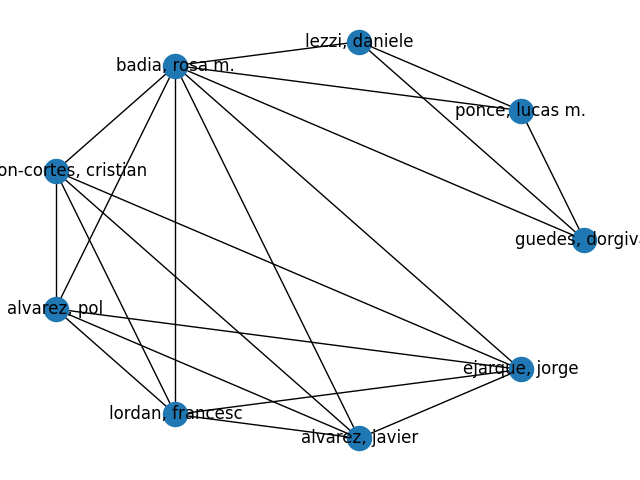 lezzi, daniele
badia, rosa m.
ponce, lucas m.
on-cortes, cristian
guedes, dorgiva
alvarez, pol
ejarque, jorge
lordan, francesc
alvarez, javier